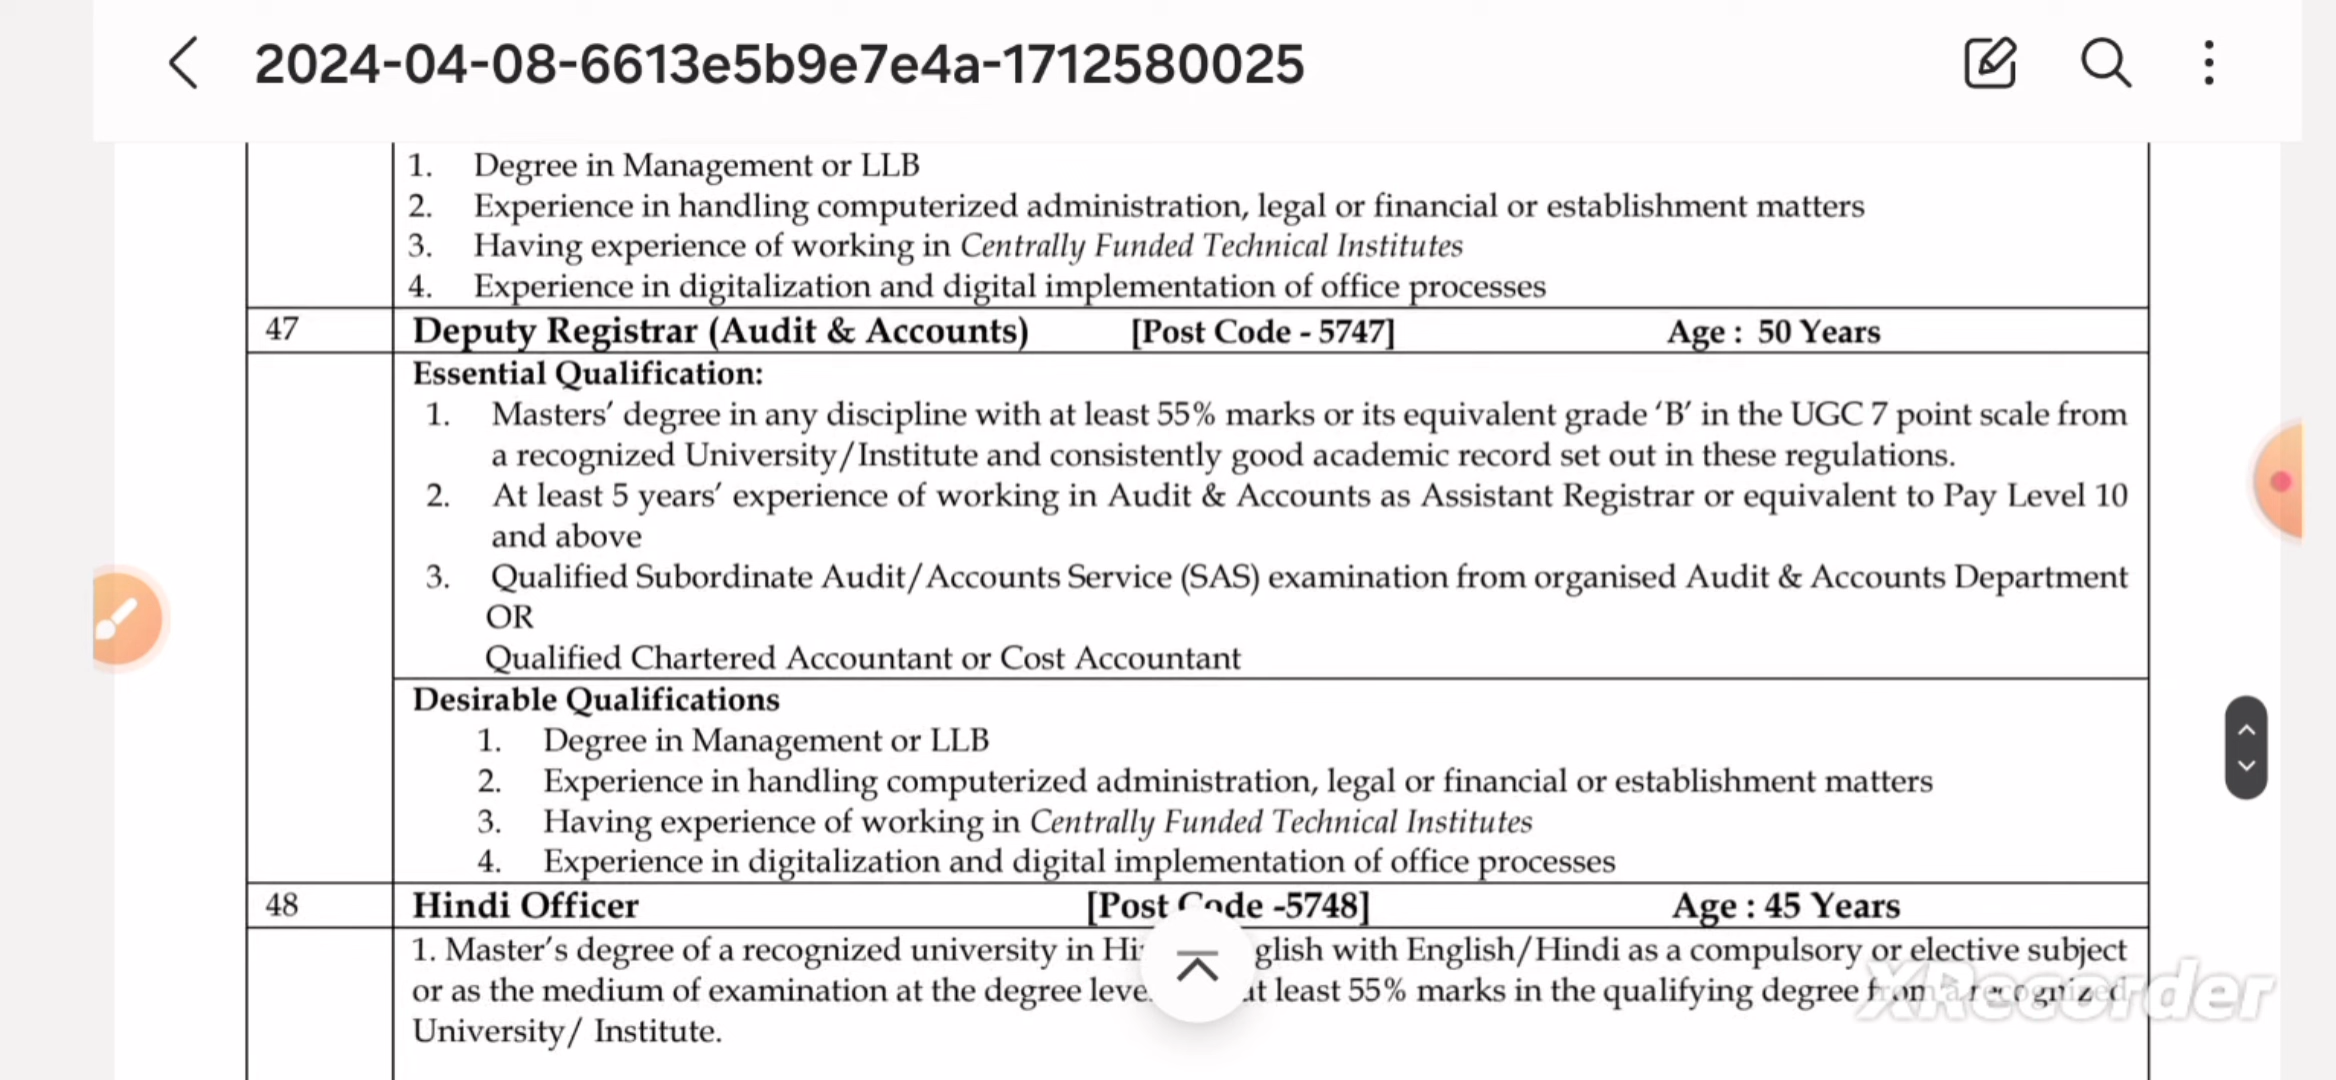 2024-04-08-6613e5b9e7e4a-1712580025
1. Degree in Management or LLB
2. Experience in handling computerized administration, legal or financial or establishment matters
3. Having experience of working in Centrally Funded Technical Institutes
4. Experience in digitalization and digital implementation of office processes
47 Deputy Registrar (Audit & Accounts) [Post Code - 5747] Age : 50 Years
Essential Qualification:
1. Masters’ degree in any discipline with at least 55% marks or its equivalent grade ‘B’ in the UGC 7 point scale from
a recognized University/Institute and consistently good academic record set out in these regulations.
2. At least 5 years’ experience of working in Audit & Accounts as Assistant Registrar or equivalent to Pay Level 10
and above
3. Qualified Subordinate Audit/Accounts Service (SAS) examination from organised Audit & Accounts Department
OR
Qualified Chartered Accountant or Cost Accountant
Desirable Qualifications
1. Degree in Management or LLB
2. Experience in handling computerized administration, legal or financial or establishment matters
3. Having experience of working in Centrally Funded Technical Institutes
4. Experience in digitalization and digital implementation of office processes
48 Hindi Officer [Post Code -5748] Age : 45 Years
1. Master’s degree of a recognized university in with English/Hindi as a compulsory or elective subject
or as the medium of examination at the degree least 55% marks in the qualifying degree from a recognized
University/ Institute.
XRecorder